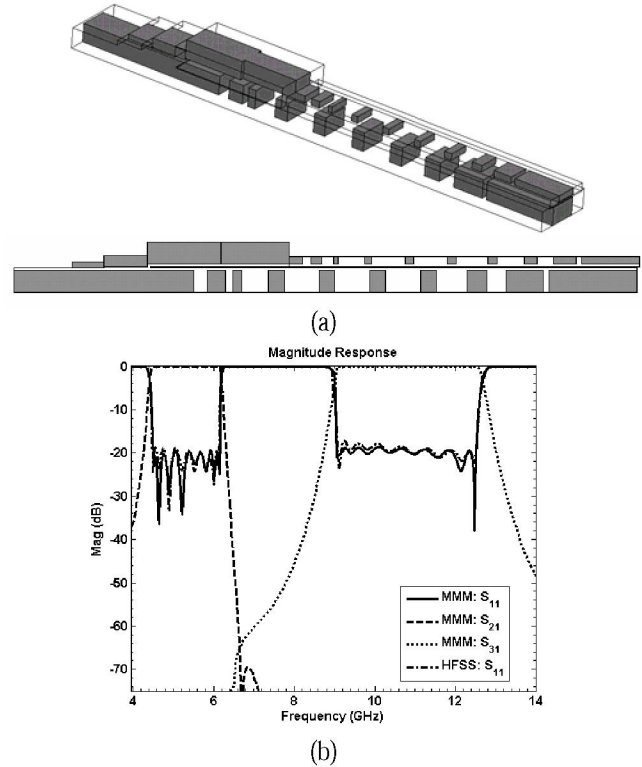 (a)
Magnitude Response
0
-10
-20
-30
-40
-50
-60
-70
Mag (dB)
MMM: S11
MMM: S21
MMM: S31
HFSS: S11
4 6 8 10 12 14
Frequency (GHz)
(b)